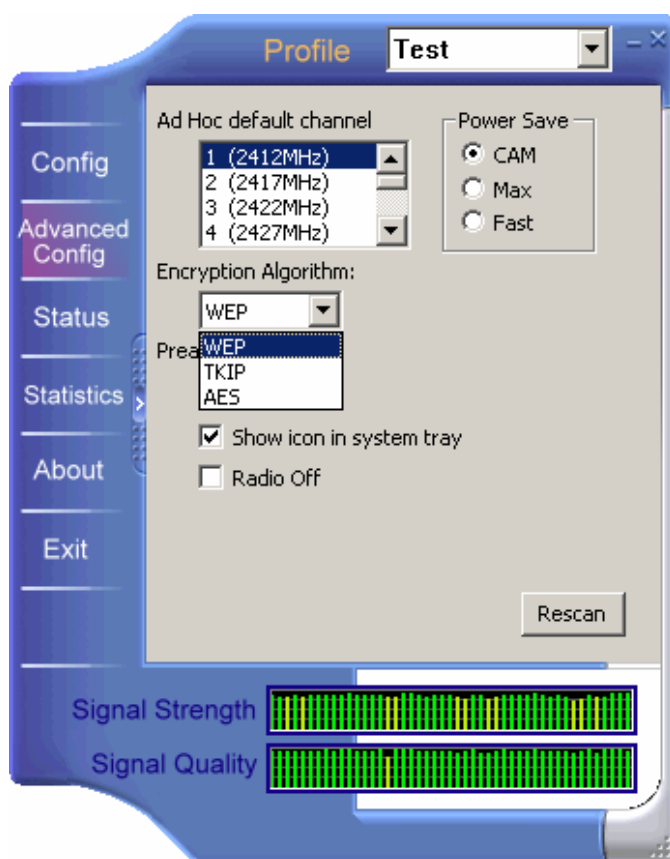 Profile
Test
Ad Hoc default channel
1 (2412MHz)
2 (2417MHz)
3 (2422MHz)
4 (2427MHz)
Power Save
CAM
Max
Fast
Config
Advanced
Config
Status
Statistics
About
Exit
Encryption Algorithm:
WEP
WEP
TKIP
AES
Show icon in system tray
Radio Off
Rescan
Signal Strength
Signal Quality